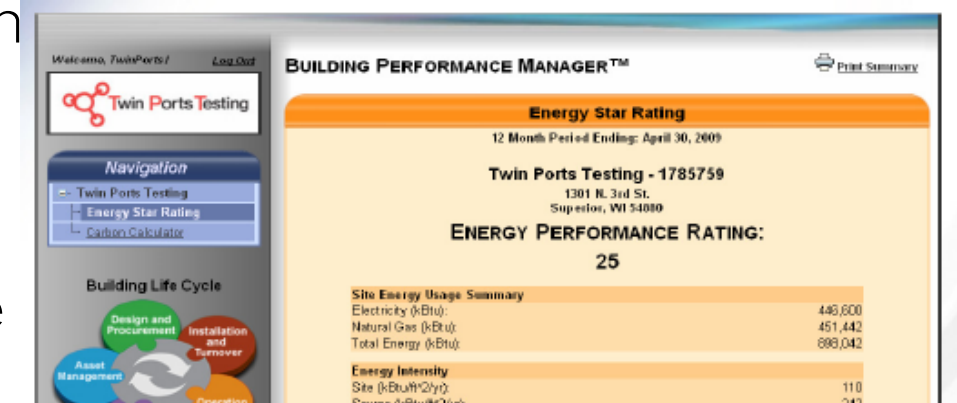 Welcome, TwinPorts! Log Out
Twin Ports Testing
Navigation
Twin Ports Testing
Energy Star Rating
Carbon Calculator
Building Life Cycle
Design and
Procurement
Installation
and
Turnover
Asset
Management
Operation
BUILDING PERFORMANCE MANAGER™
Print Summary
Energy Star Rating
12 Month Period Ending: April 30, 2009
Twin Ports Testing - 1785759
1301 N. 3rd St.
Superior, WI 54880
ENERGY PERFORMANCE RATING:
25
Site Energy Usage Summary
Electricity (kBtu): 446,600
Natural Gas (kBtu): 451,442
Total Energy (kBtu): 898,042
Energy Intensity
Site (kBtu/ft^2/yr): 110